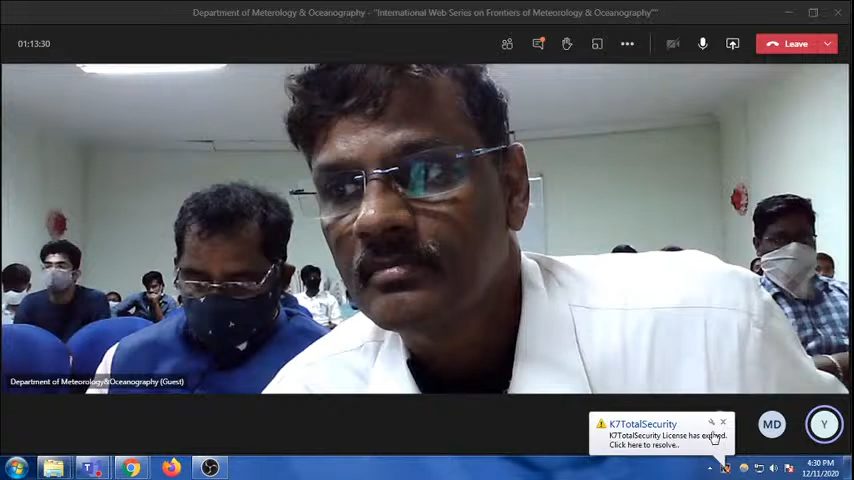 Department of Meterology & Oceanography - "International Web Series on Frontiers of Meteorology & Oceanography"
01:13:30
Leave
Department of Meteorology&Oceanography (Guest)
K7TotalSecurity
K7TotalSecurity License has expired.
Click here to resolve..
MD
Y
4:30 PM
12/11/2020